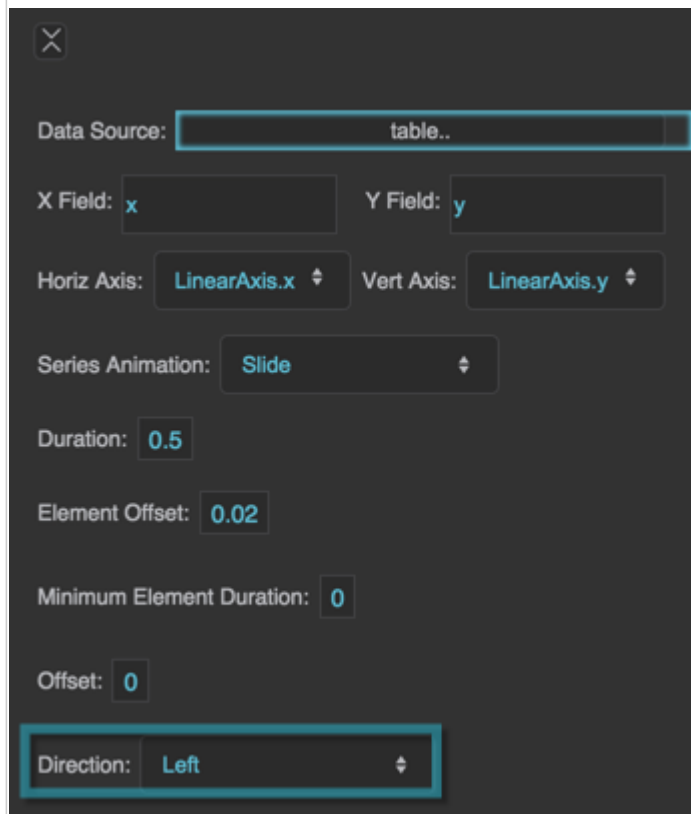 Data Source: table..
X Field: x Y Field: y
Horiz Axis: LinearAxis.x Vert Axis: LinearAxis.y
Series Animation: Slide
Duration: 0.5
Element Offset: 0.02
Minimum Element Duration: 0
Offset: 0
Direction: Left